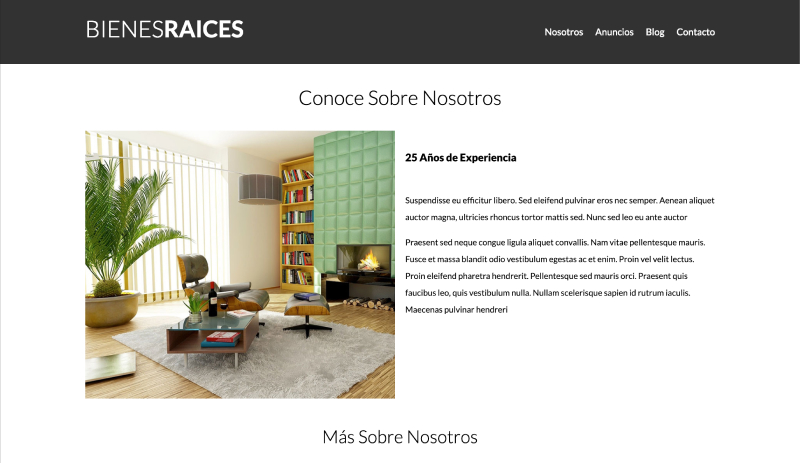 BIENESRAICES
Nosotros Anuncios Blog Contacto
Conoce Sobre Nosotros
25 Años de Experiencia
Suspendisse eu efficitur libero. Sed eleifend pulvinar eros nec semper. Aenean aliquet
auctor magna, ultricies rhoncus tortor mattis sed. Nunc sed leo eu ante auctor
Praesent sed neque congue ligula aliquet convallis. Nam vitae pellentesque mauris.
Fusce et massa blandit odio vestibulum egestas ac et enim. Proin vel velit lectus.
Proin eleifend pharetra hendrerit. Pellentesque sed mauris orci. Praesent quis
faucibus leo, quis vestibulum nulla. Nullam scelerisque sapien id rutrum iaculis.
Maecenas pulvinar hendreri
Más Sobre Nosotros